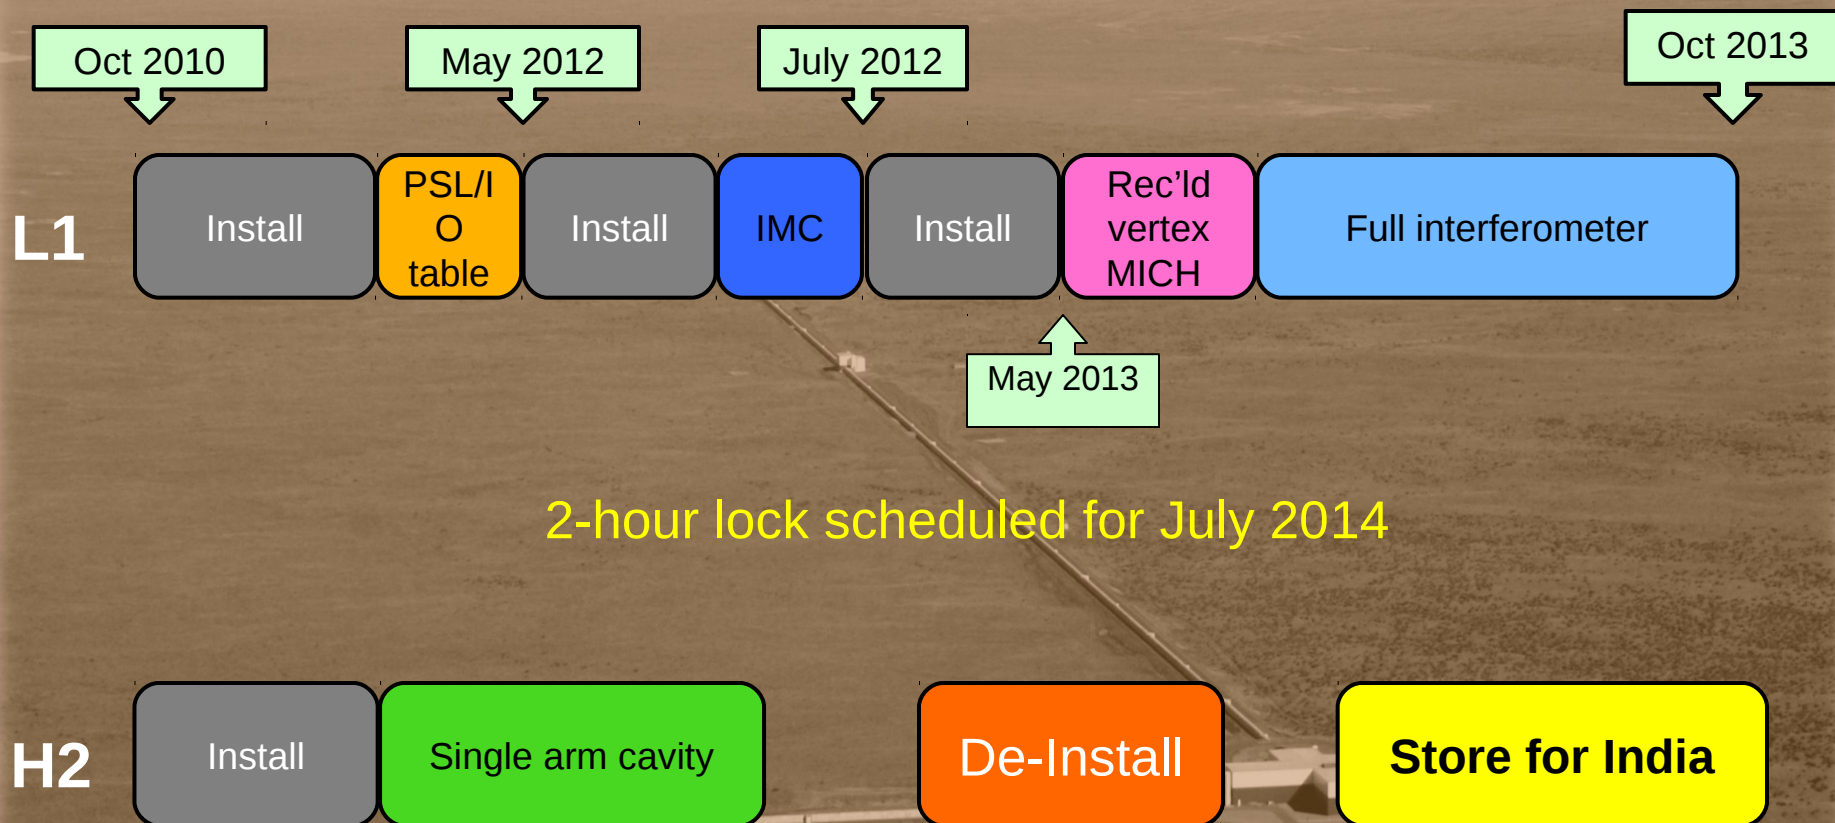 Oct 2010
May 2012
July 2012
Oct 2013
L1
Install
PSL/I
O
table
Install
IMC
Install
Rec’ld
vertex
MICH
Full interferometer
May 2013
2-hour lock scheduled for July 2014
H2
Install
Single arm cavity
De-Install
Store for India